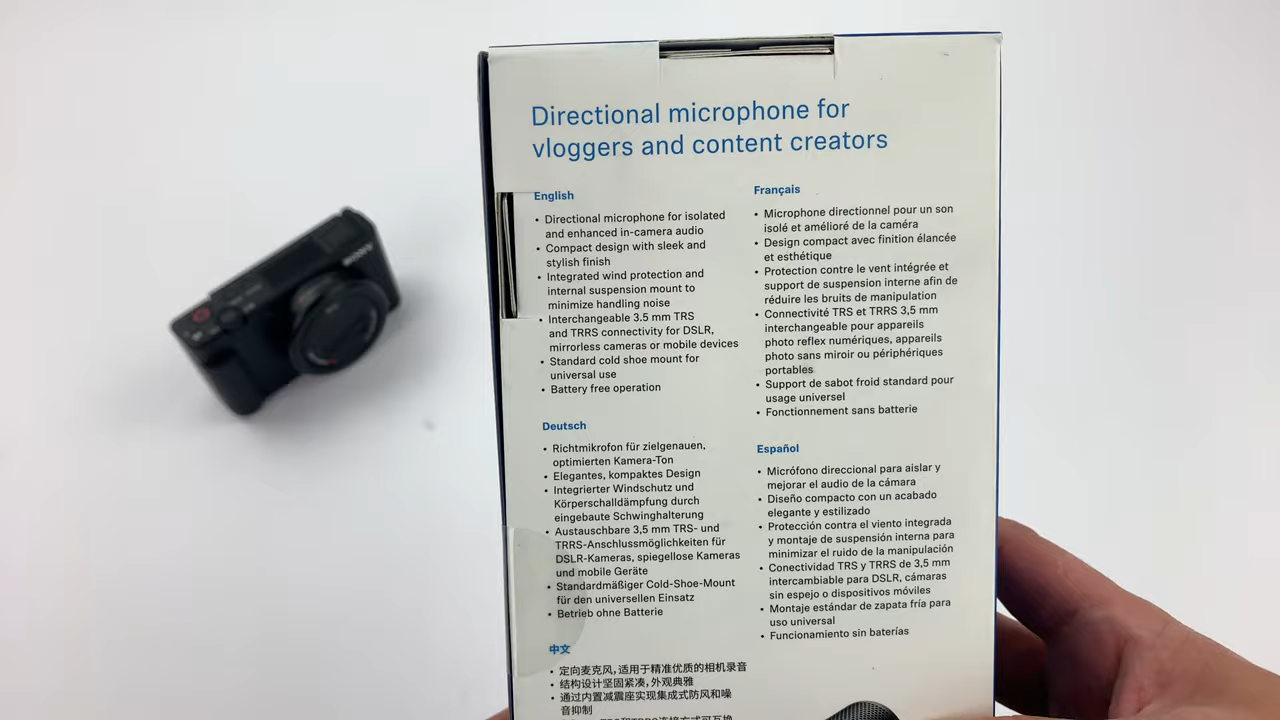 Directional microphone for
vloggers and content creators
English
• Directional microphone for isolated
and enhanced in-camera audio
• Compact design with sleek and
stylish finish
• Integrated wind protection and
internal suspension mount to
minimize handling noise
• Interchangeable 3.5 mm TRS
and TRRS connectivity for DSLR,
mirrorless cameras or mobile devices
• Standard cold shoe mount for
universal use
• Battery free operation
Deutsch
• Richtmikrofon für zielgenauen,
optimierten Kamera-Ton
• Elegantes, kompaktes Design
• Integrierter Windschutz und
Körperschalldämpfung durch
eingebaute Schwinghalterung
• Austauschbare 3,5 mm TRS- und
TRRS-Anschlussmöglichkeiten für
DSLR-Kameras, spiegellose Kameras
und mobile Geräte
• Standardmäßiger Cold-Shoe-Mount
für den universellen Einsatz
• Betrieb ohne Batterie
中文
• 定向麦克风,适用于精准优质的相机录音
• 结构设计坚固紧凑,外观典雅
• 通过内置减震座实现集成式防风和噪
音抑制
Français
• Microphone directionnel pour un son
isolé et amélioré de la caméra
• Design compact avec finition élancée
et esthétique
• Protection contre le vent intégrée et
support de suspension interne afin de
réduire les bruits de manipulation
• Connectivité TRS et TRRS 3,5 mm
interchangeable pour appareils
photo reflex numériques, appareils
photo sans miroir ou périphériques
portables
• Support de sabot froid standard pour
usage universel
• Fonctionnement sans batterie
Español
• Micrófono direccional para aislar y
mejorar el audio de la cámara
• Diseño compacto con un acabado
elegante y estilizado
• Protección contra el viento integrada
y montaje de suspensión interna para
minimizar el ruido de la manipulación
• Conectividad TRS y TRRS de 3,5 mm
intercambiable para DSLR, cámaras
sin espejo o dispositivos móviles
• Montaje estándar de zapata fría para
uso universal
• Funcionamiento sin baterías
SONY